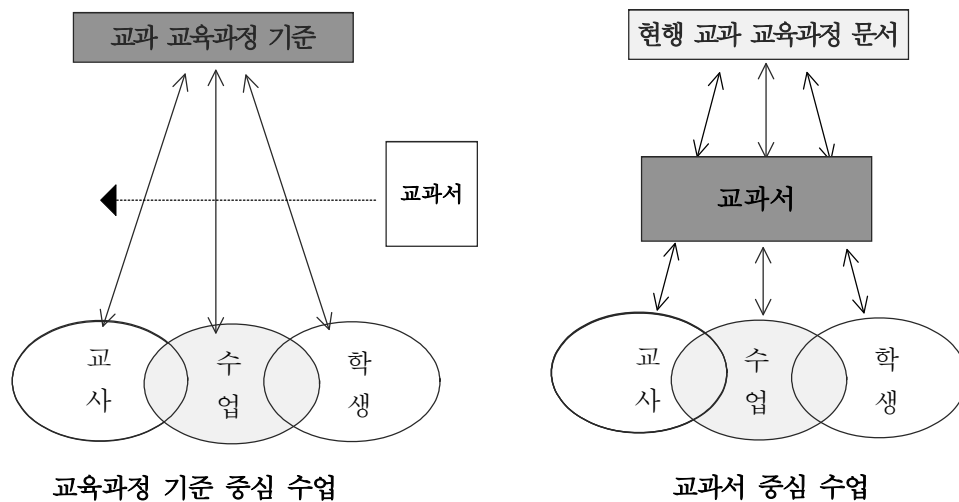 교과 교육과정 기준
교과서
교
사
수
업
학
생
교육과정 기준 중심 수업
현행 교과 교육과정 문서
교과서
교
사
수
업
학
생
교과서 중심 수업